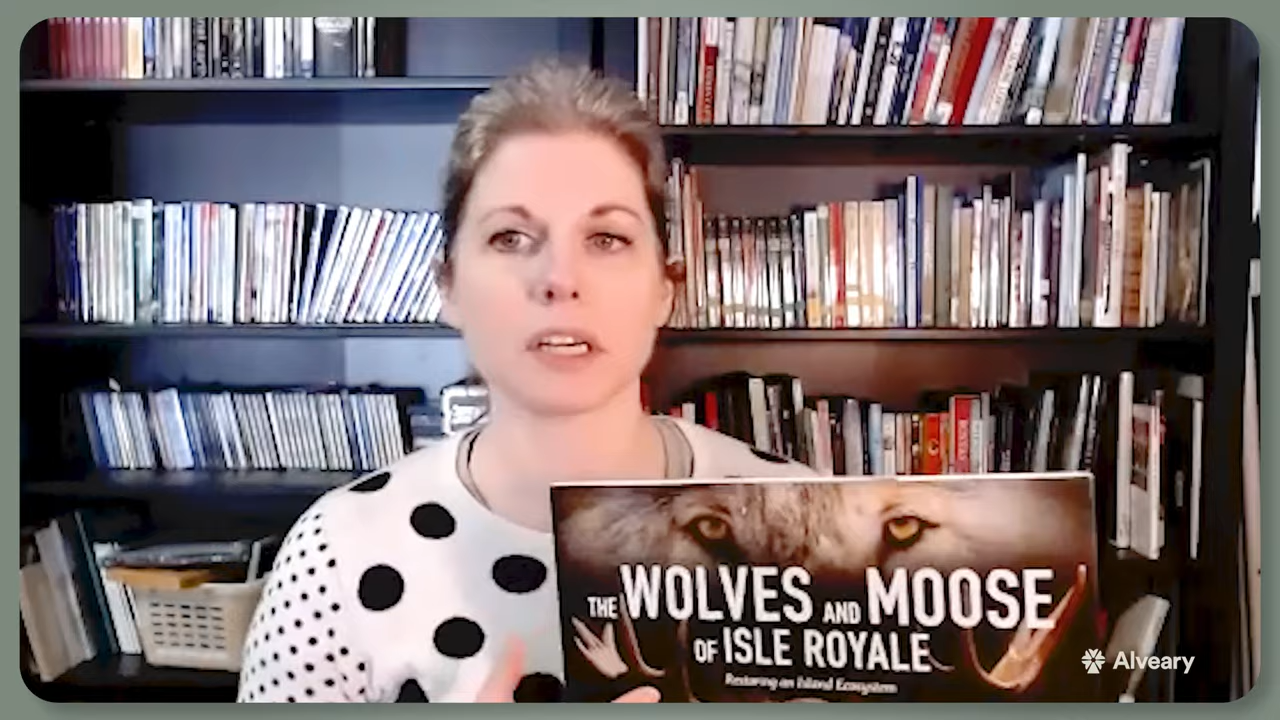 THE WOLVES AND MOOSE
OF ISLE ROYALE
Restoring an Island Ecosystem
Alveary